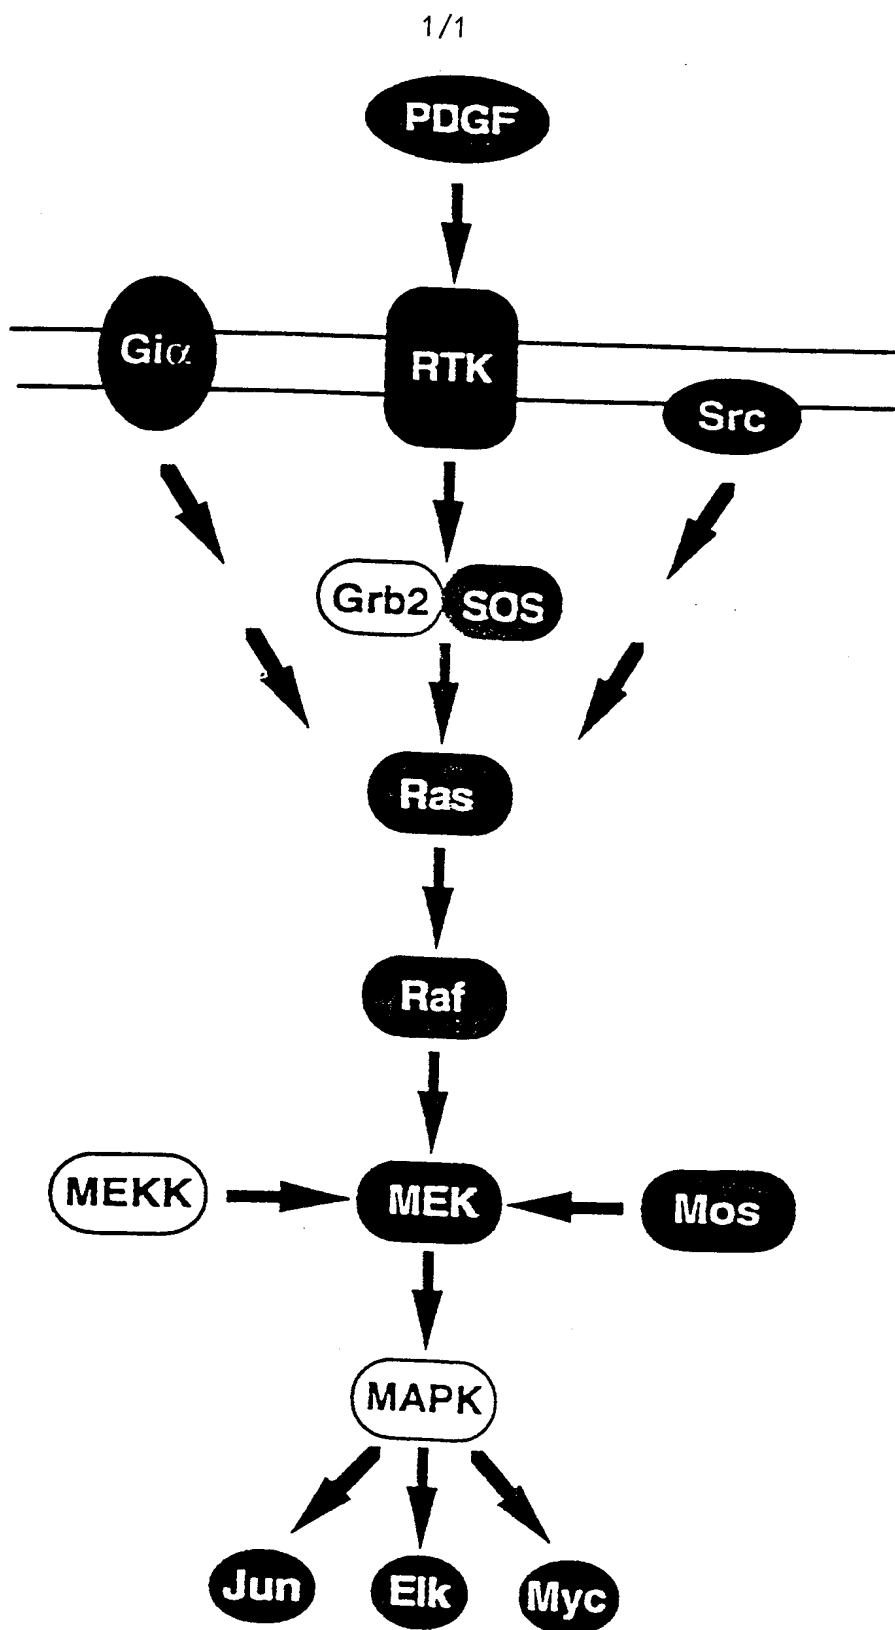 1/1
PDGF
Giα
RTK
Src
Grb2
SOS
Ras
Raf
MEKK
MEK
Mos
MAPK
Jun
Elk
Myc